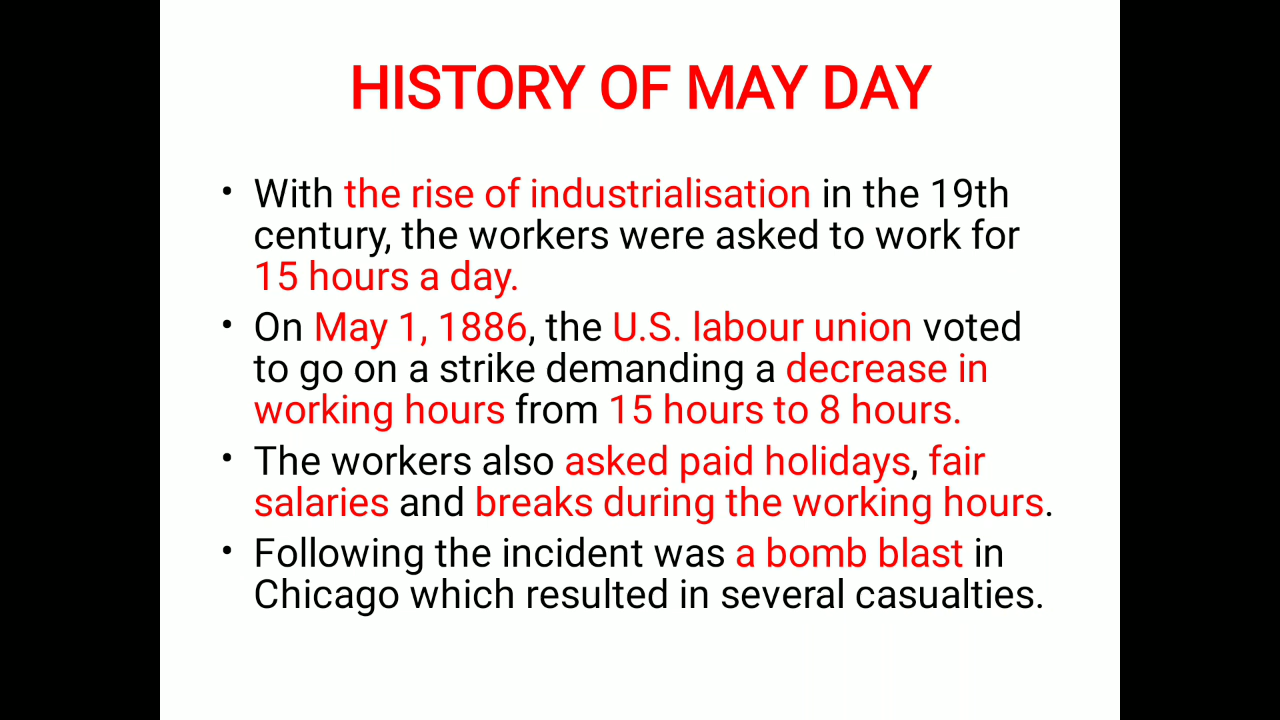 HISTORY OF MAY DAY
• With the rise of industrialisation in the 19th
century, the workers were asked to work for
15 hours a day.
• On May 1, 1886, the U.S. labour union voted
to go on a strike demanding a decrease in
working hours from 15 hours to 8 hours.
• The workers also asked paid holidays, fair
salaries and breaks during the working hours.
• Following the incident was a bomb blast in
Chicago which resulted in several casualties.